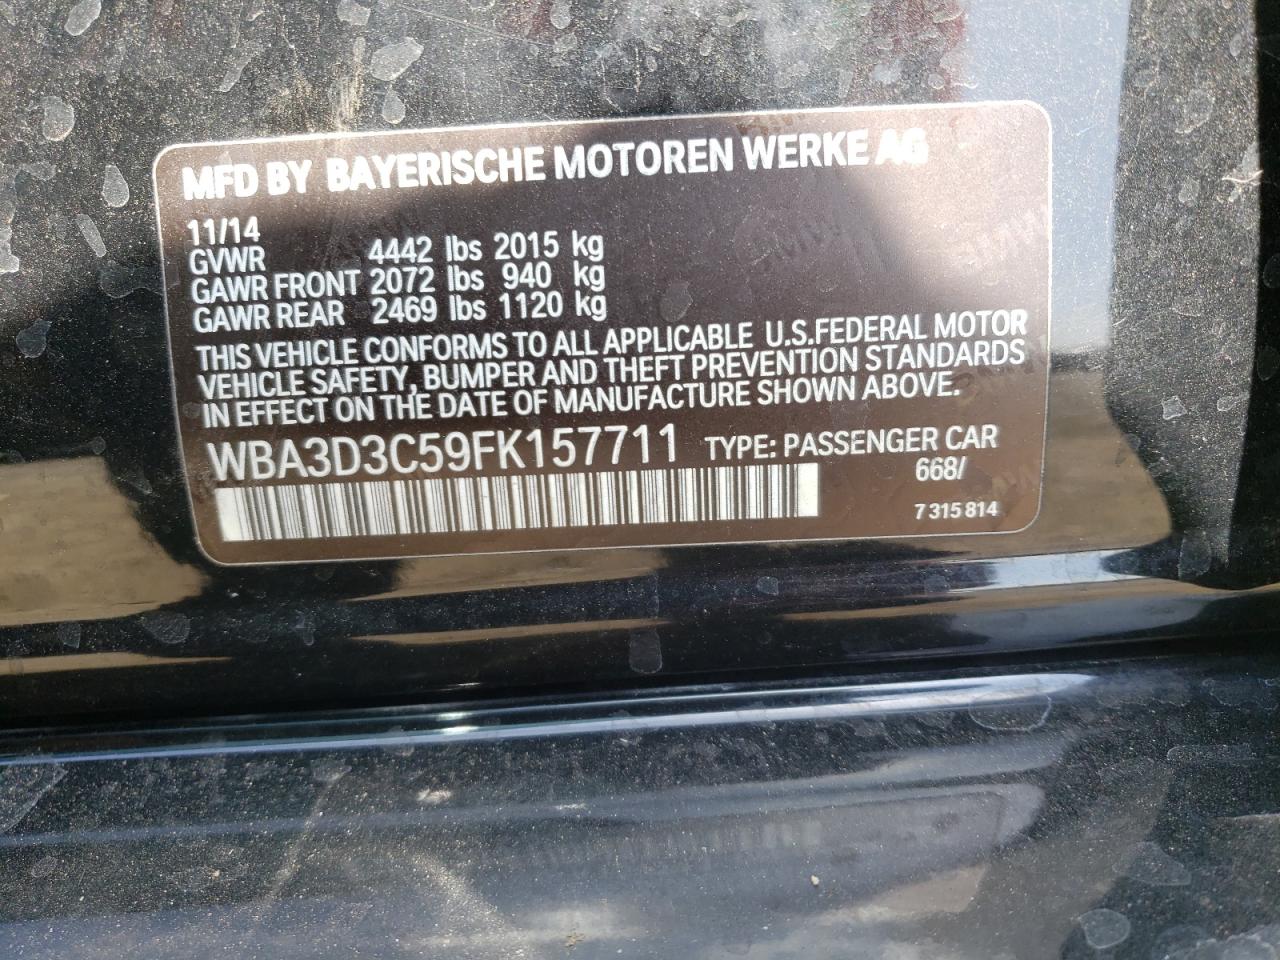 MFD BY BAYERISCHE MOTOREN WERKE AG
11/14
GVWR 4442 lbs 2015 kg
GAWR FRONT 2072 lbs 940 kg
GAWR REAR 2469 lbs 1120 kg
THIS VEHICLE CONFORMS TO ALL APPLICABLE U.S.FEDERAL MOTOR
VEHICLE SAFETY, BUMPER AND THEFT PREVENTION STANDARDS
IN EFFECT ON THE DATE OF MANUFACTURE SHOWN ABOVE.
WBA3D3C59FK157711 TYPE: PASSENGER CAR
668/
7 315 814